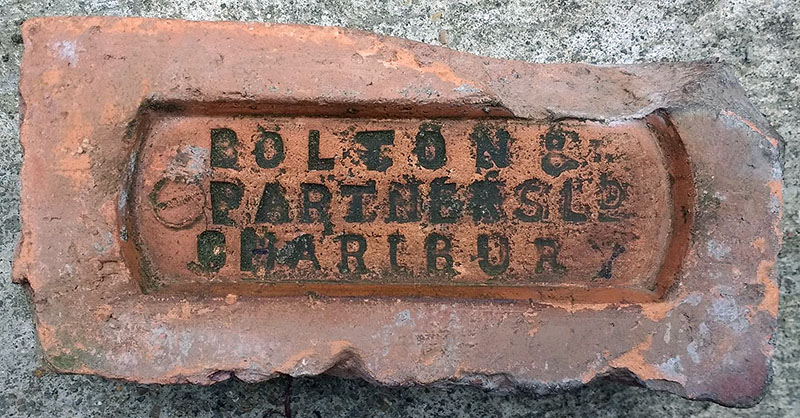 BOLTON &
PARTNERS LD
CHARLBURY